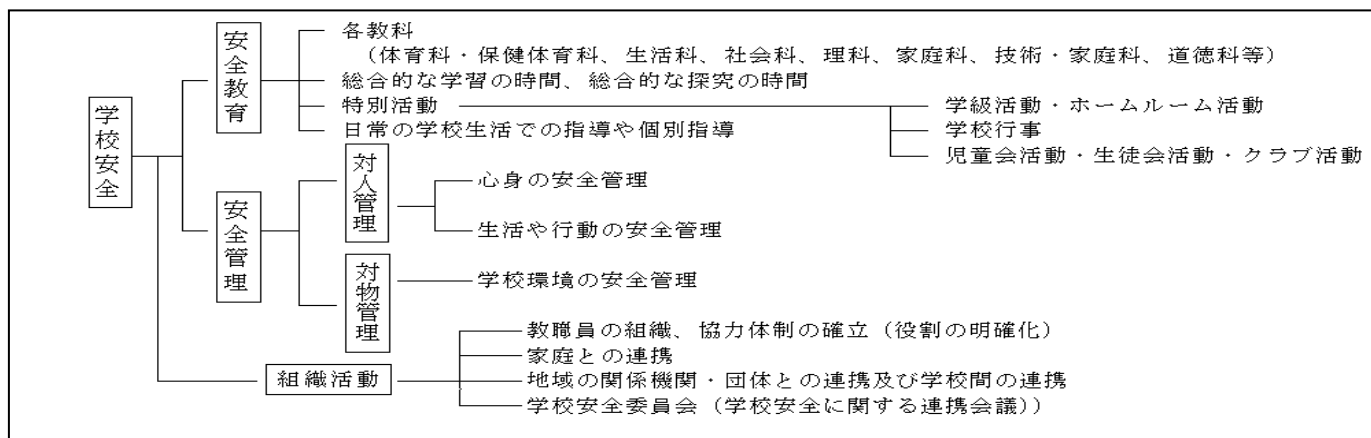 学校安全
安全教育
各教科
（体育科・保健体育科、生活科、社会科、理科、家庭科、技術・家庭科、道徳科等）
総合的な学習の時間、総合的な探究の時間
特別活動
学級活動・ホームルーム活動
学校行事
児童会活動・生徒会活動・クラブ活動
日常の学校生活での指導や個別指導
安全管理
対人管理
心身の安全管理
生活や行動の安全管理
対物管理
学校環境の安全管理
組織活動
教職員の組織、協力体制の確立（役割の明確化）
家庭との連携
地域の関係機関・団体との連携及び学校間の連携
学校安全委員会（学校安全に関する連携会議））